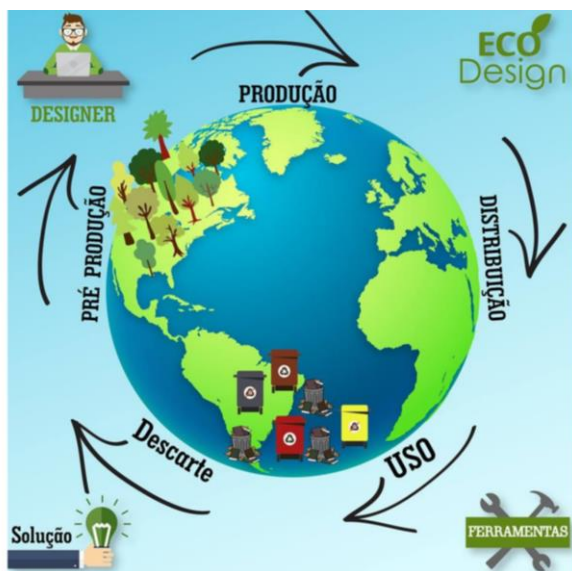 DESIGNER
PRODUÇÃO
ECO
Design
DISTRIBUIÇÃO
PRÉ PRODUÇÃO
Descarte
USO
Solução
FERRAMENTAS